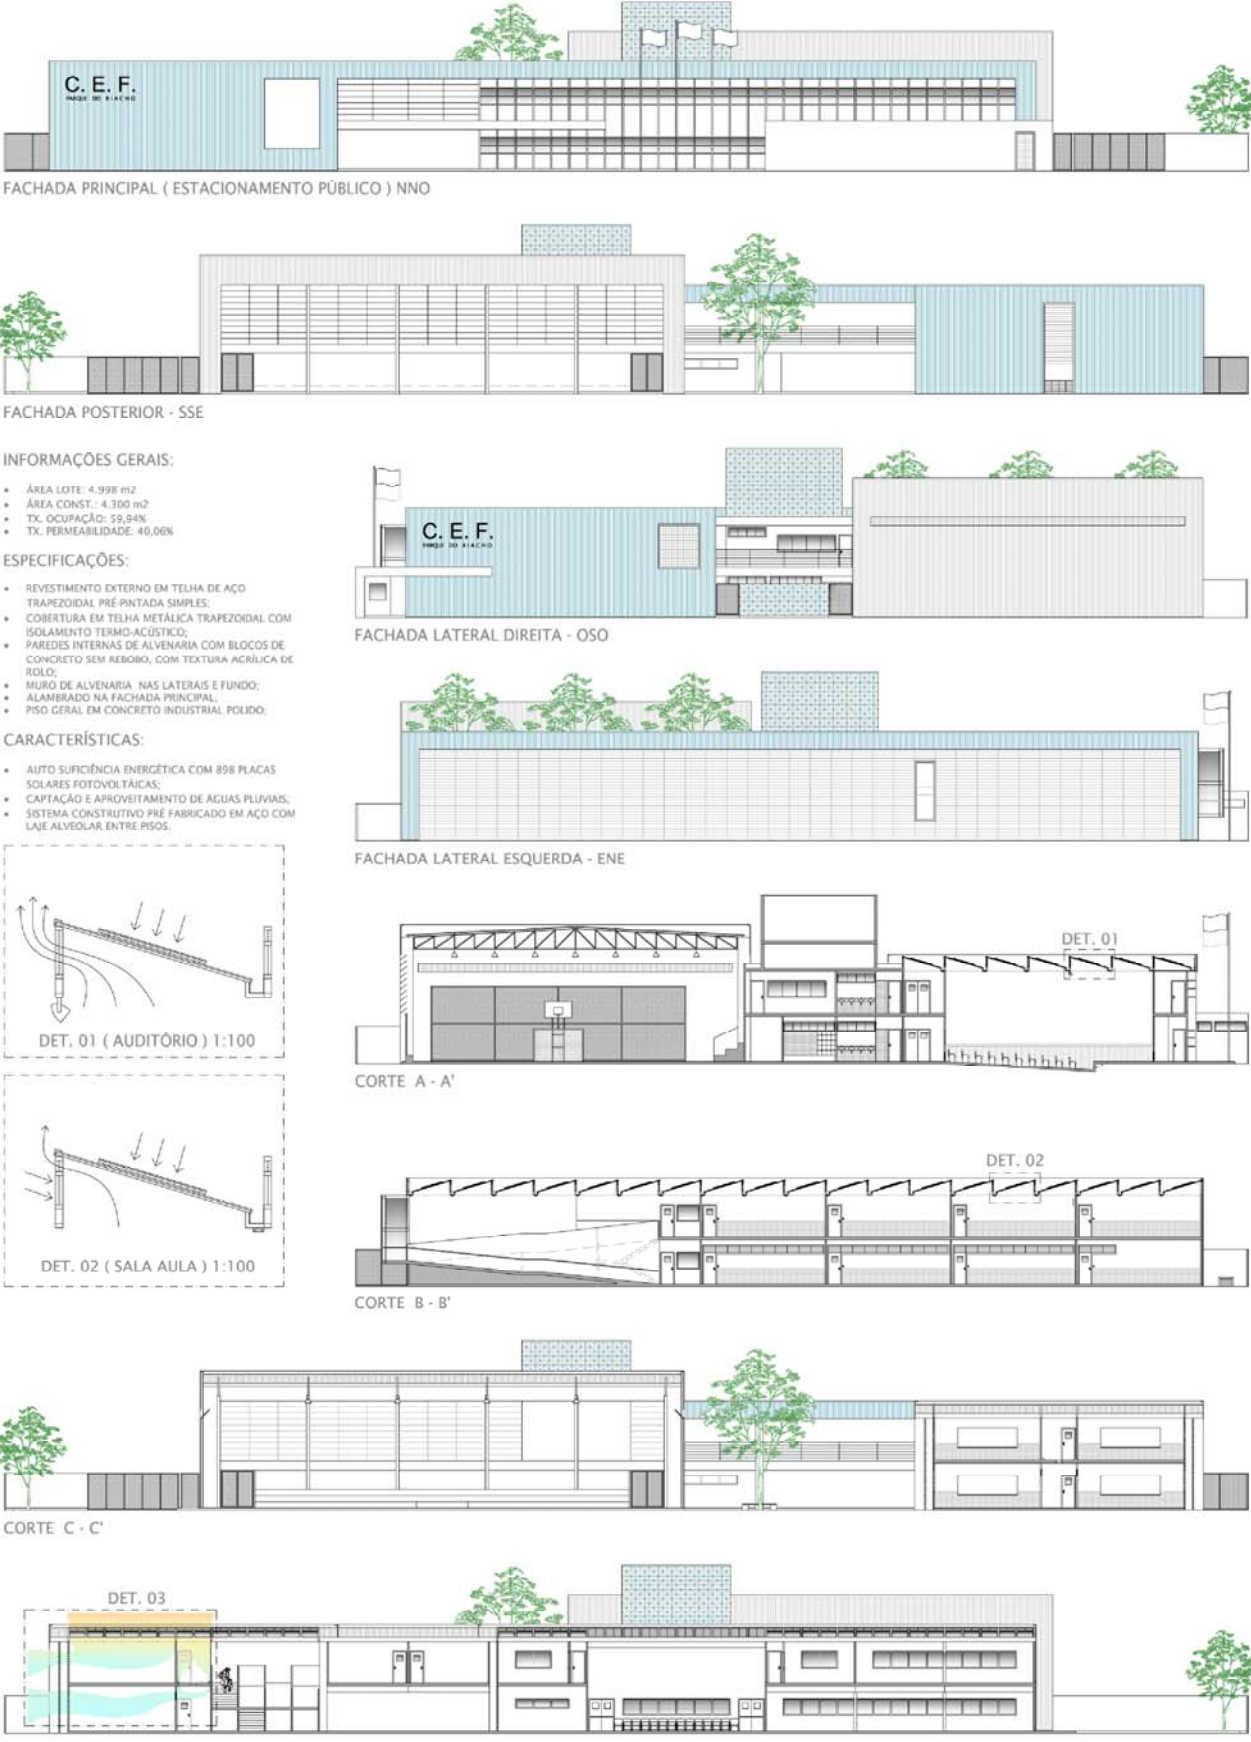 C. E. F.
PARQUE DO RIACHO
FACHADA PRINCIPAL ( ESTACIONAMENTO PÚBLICO ) NNO
FACHADA POSTERIOR - SSE
INFORMAÇÕES GERAIS:
• ÁREA LOTE: 4.998 m2
• ÁREA CONST.: 4.300 m2
• TX. OCUPAÇÃO: 59,94%
• TX. PERMEABILIDADE: 40,06%
ESPECIFICAÇÕES:
• REVESTIMENTO EXTERNO EM TELHA DE AÇO
TRAPEZOIDAL PRÉ-PINTADA SIMPLES;
• COBERTURA EM TELHA METÁLICA TRAPEZOIDAL COM
ISOLAMENTO TERMO-ACÚSTICO;
• PAREDES INTERNAS DE ALVENARIA COM BLOCOS DE
CONCRETO SEM REBOBO, COM TEXTURA ACRÍLICA DE
ROLO;
• MURO DE ALVENARIA NAS LATERAIS E FUNDO;
• ALAMBRADO NA FACHADA PRINCIPAL,
• PISO GERAL EM CONCRETO INDUSTRIAL POLIDO;
CARACTERÍSTICAS:
• AUTO SUFICIÊNCIA ENERGÉTICA COM 898 PLACAS
SOLARES FOTOVOLTÁICAS;
• CAPTAÇÃO E APROVEITAMENTO DE ÁGUAS PLUVIAIS,
• SISTEMA CONSTRUTIVO PRÉ FABRICADO EM AÇO COM
LAJE ALVEOLAR ENTRE PISOS.
DET. 01 ( AUDITÓRIO ) 1:100
DET. 02 ( SALA AULA ) 1:100
C. E. F.
PARQUE DO RIACHO
FACHADA LATERAL DIREITA - OSO
FACHADA LATERAL ESQUERDA - ENE
DET. 01
CORTE A - A'
DET. 02
CORTE B - B'
CORTE C - C'
DET. 03